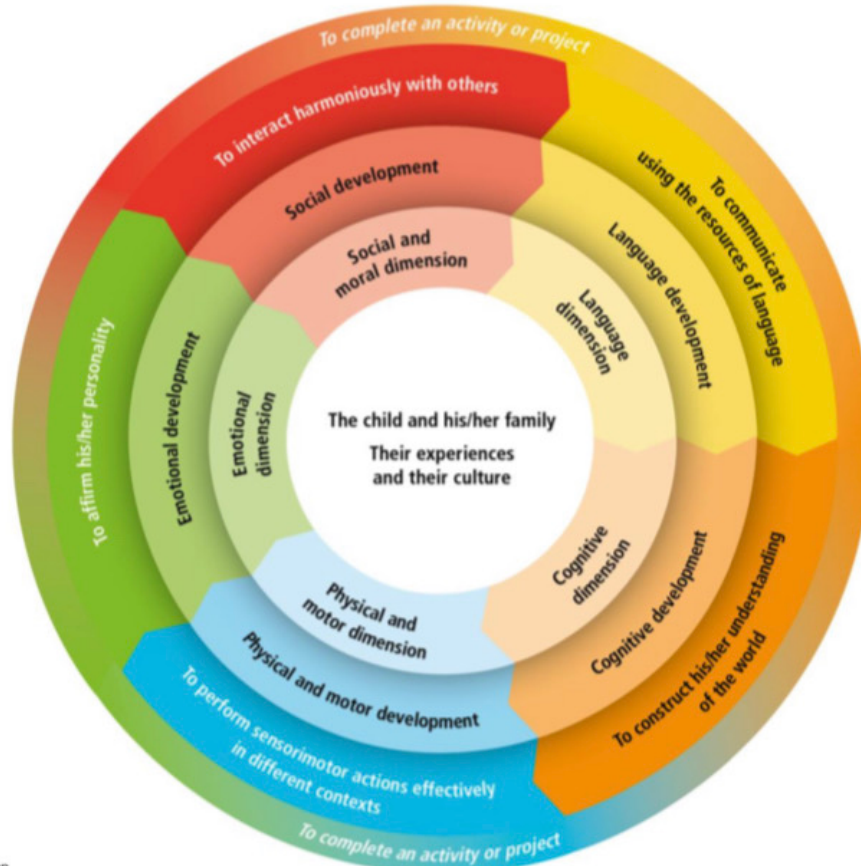 To complete an activity or project
To interact harmoniously with others
Social development
Social and
moral dimension
To communicate
using the resources of language
Language development
Language
dimension
To affirm his/her personality
Emotional development
Emotional
dimension
The child and his/her family
Their experiences
and their culture
Cognitive
dimension
Cognitive development
To construct his/her understanding
of the world
Physical and
motor dimension
Physical and motor development
To perform sensorimotor actions effectively
in different contexts
To complete an activity or project